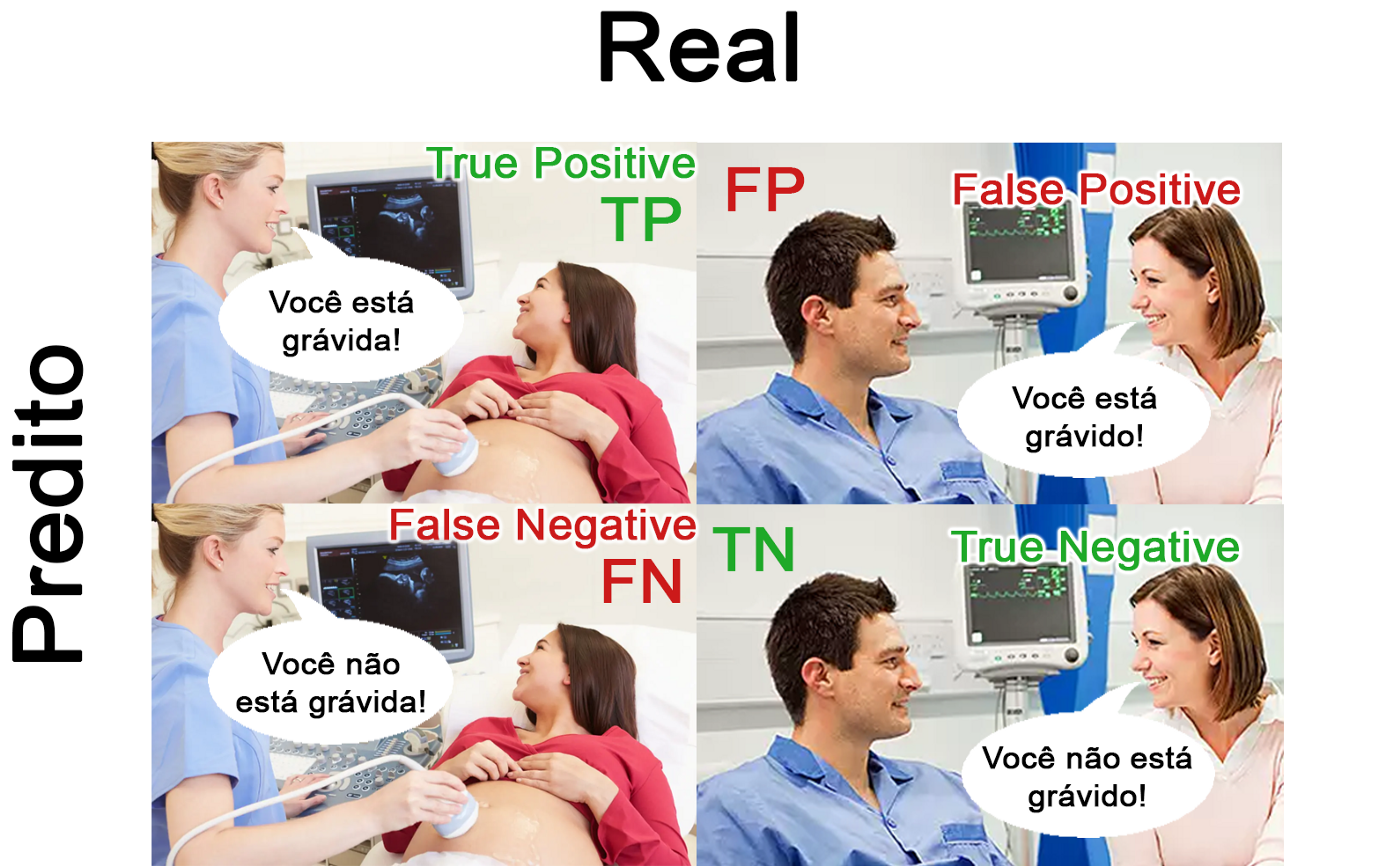 Real
Predito
True Positive
TP
Você está
grávida!
FP
False Positive
Você está
grávido!
False Negative
FN
Você não
está grávida!
TN
True Negative
Você não está
grávido!